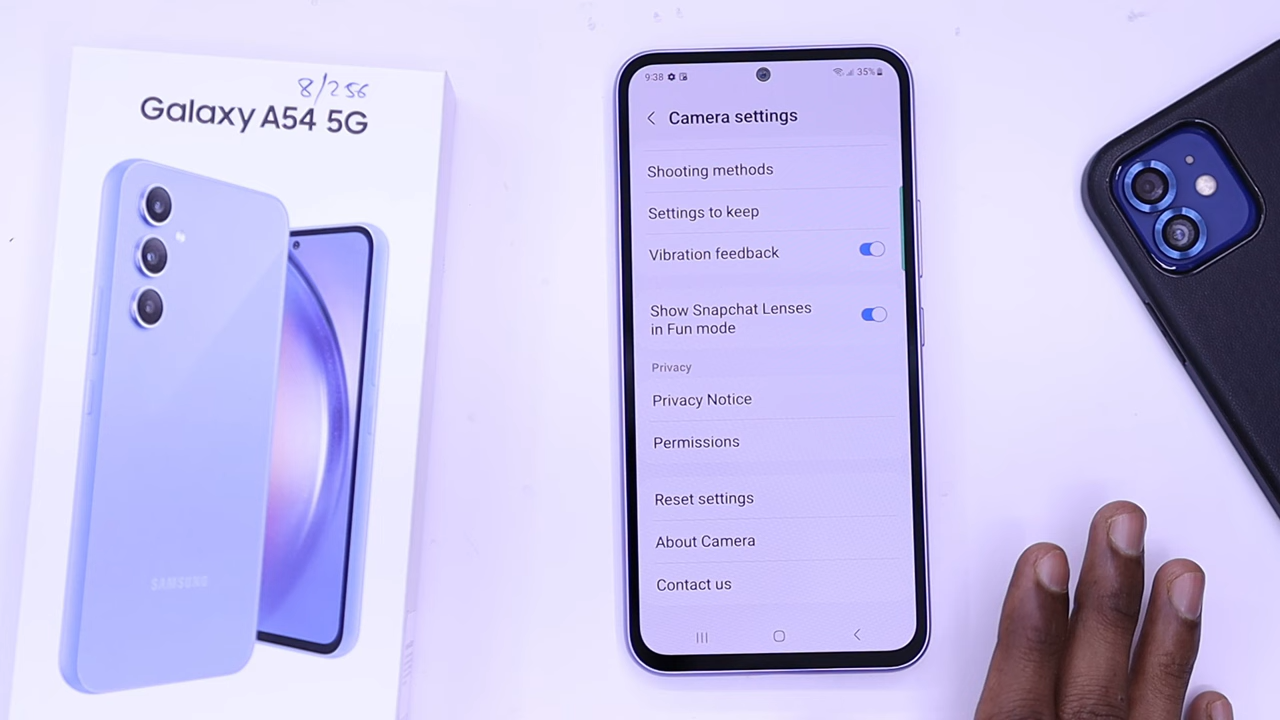 8/256
Galaxy A54 5G
SAMSUNG
9:38
35%
Camera settings
Shooting methods
Settings to keep
Vibration feedback
Show Snapchat Lenses
in Fun mode
Privacy
Privacy Notice
Permissions
Reset settings
About Camera
Contact us